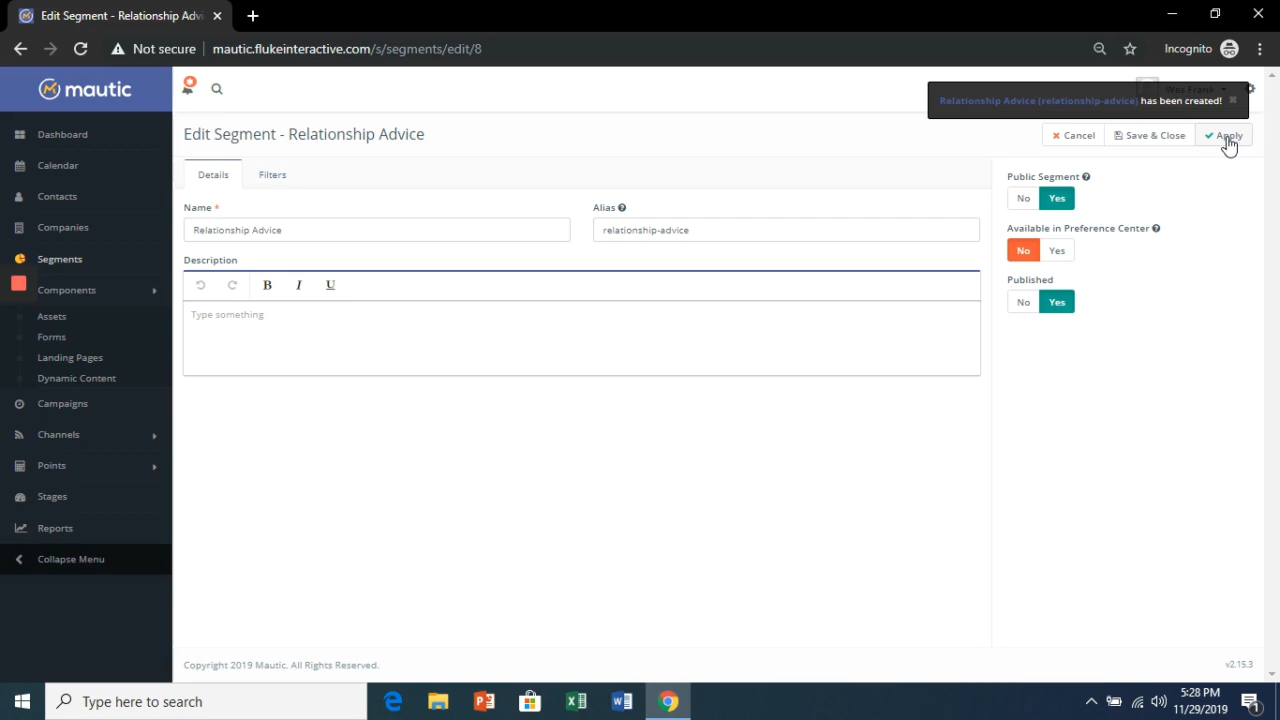 Edit Segment - Relationship Adv
Not secure
mautic.flukeinteractive.com/s/segments/edit/8
Incognito
mautic
Wes Frank
Relationship Advice (relationship-advice) has been created!
Dashboard
Calendar
Contacts
Companies
Segments
Components
Assets
Forms
Landing Pages
Dynamic Content
Campaigns
Channels
Points
Stages
Reports
Collapse Menu
Edit Segment - Relationship Advice
Cancel
Save & Close
Apply
Details
Filters
Name *
Relationship Advice
Alias
relationship-advice
Description
B I U
Type something
Public Segment
No Yes
Available in Preference Center
No Yes
Published
No Yes
Copyright 2019 Mautic. All Rights Reserved.
v2.15.3
Type here to search
5:28 PM
11/29/2019
1